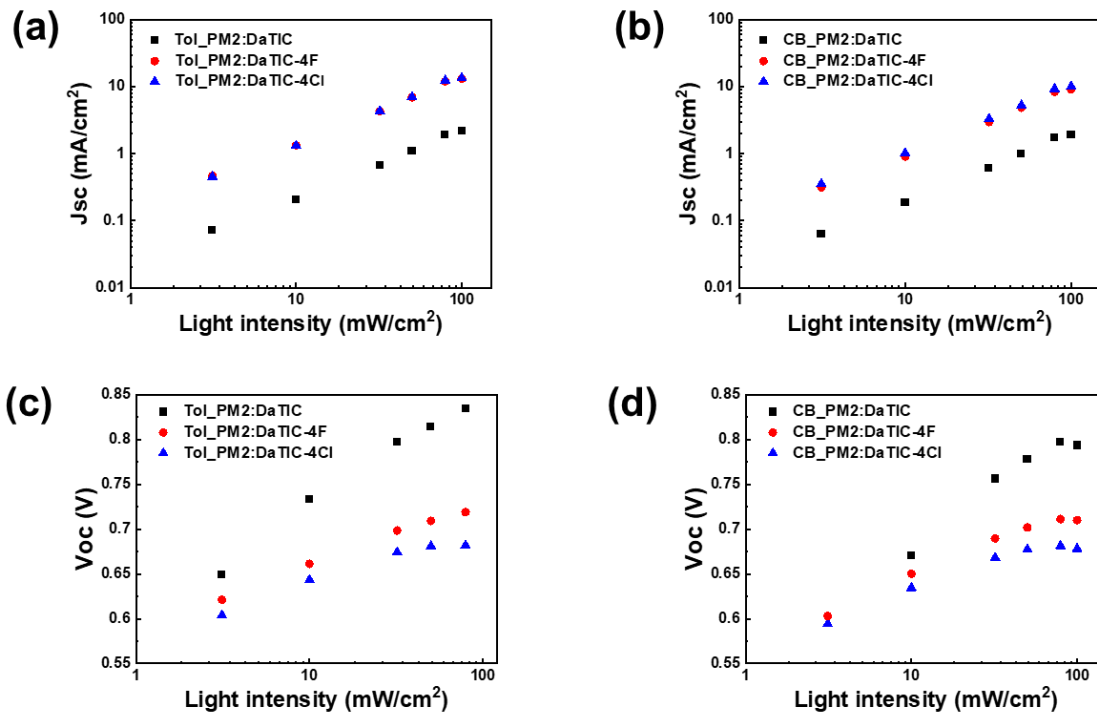 (a)
100
10
1
0.1
0.01
Jsc (mA/cm²)
Tol_PM2:DaTIC
Tol_PM2:DaTIC-4F
Tol_PM2:DaTIC-4Cl
1
10
100
Light intensity (mW/cm²)
(b)
100
10
1
0.1
0.01
Jsc (mA/cm²)
CB_PM2:DaTIC
CB_PM2:DaTIC-4F
CB_PM2:DaTIC-4Cl
1
10
100
Light intensity (mW/cm²)
(c)
0.85
0.8
0.75
0.7
0.65
0.6
0.55
Voc (V)
Tol_PM2:DaTIC
Tol_PM2:DaTIC-4F
Tol_PM2:DaTIC-4Cl
1
10
100
Light intensity (mW/cm²)
(d)
0.85
0.8
0.75
0.7
0.65
0.6
0.55
Voc (V)
CB_PM2:DaTIC
CB_PM2:DaTIC-4F
CB_PM2:DaTIC-4Cl
1
10
100
Light intensity (mW/cm²)